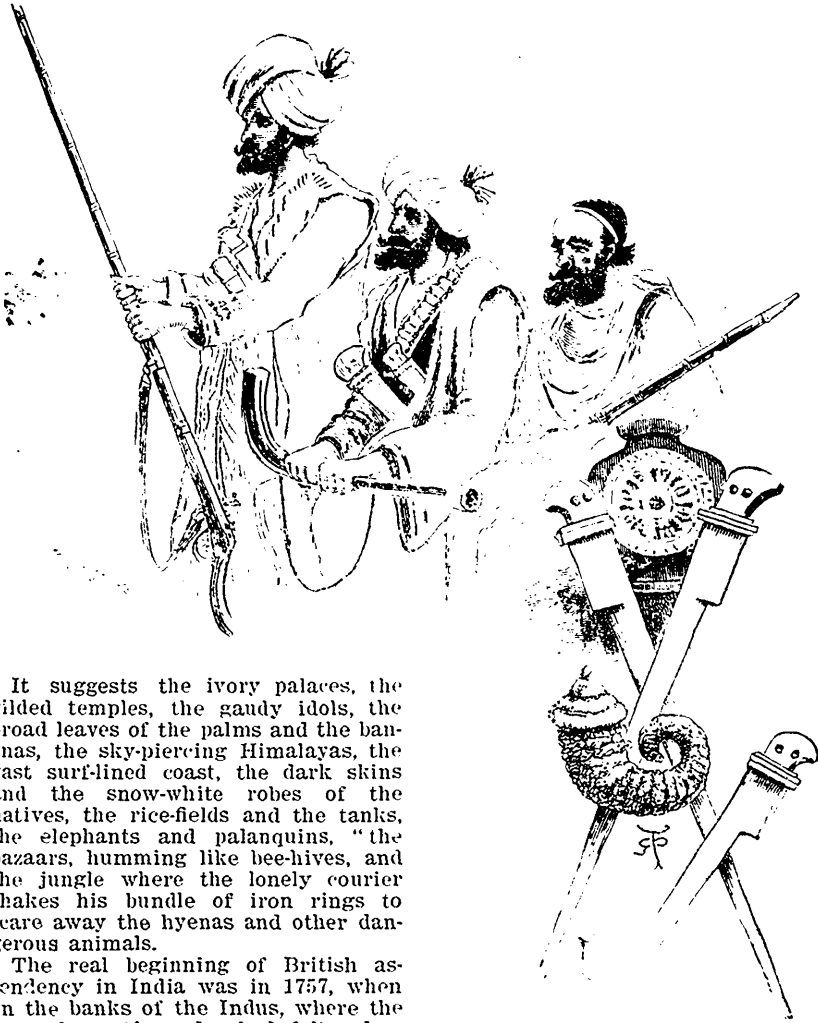 It suggests the ivory palaces, the
ilded temples, the gaudy idols, the
road leaves of the palms and the ban-
nas, the sky-piercing Himalayas, the
ast surf-lined coast, the dark skins
nd the snow-white robes of the
atives, the rice-fields and the tanks,
he elephants and palanquins, "the
azaars, humming like bee-hives, and
he jungle where the lonely courier
hakes his bundle of iron rings to
care away the hyenas and other dan-
gerous animals.
The real beginning of British as-
endency in India was in 1757, when
n the banks of the Indus, where the